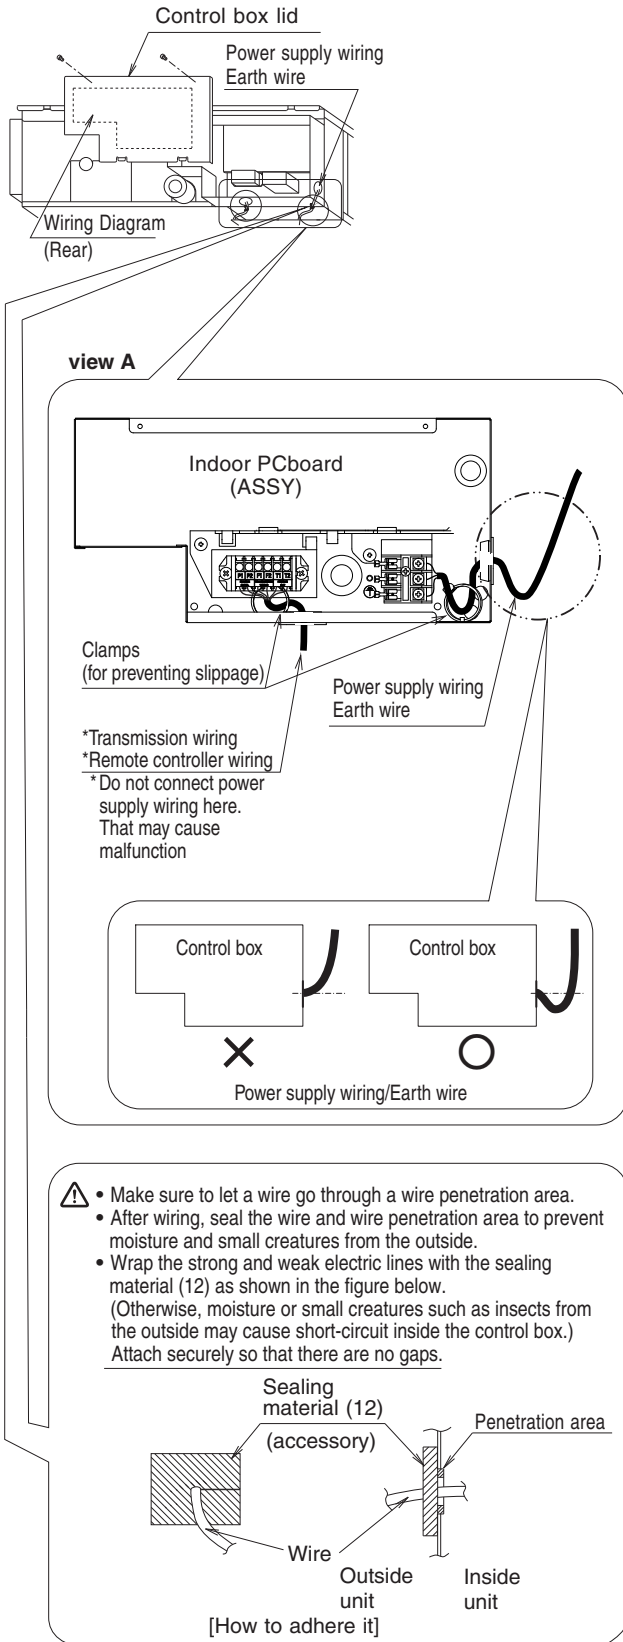 Control box lid
Power supply wiring
Earth wire
Wiring Diagram
(Rear)
view A
Indoor PCboard
(ASSY)
P1 P2 F1 F2 T1 T2
Clamps
(for preventing slippage)
Power supply wiring
Earth wire
*Transmission wiring
*Remote controller wiring
* Do not connect power
supply wiring here.
That may cause
malfunction
Control box
Control box
Power supply wiring/Earth wire
• Make sure to let a wire go through a wire penetration area.
• After wiring, seal the wire and wire penetration area to prevent
moisture and small creatures from the outside.
• Wrap the strong and weak electric lines with the sealing
material (12) as shown in the figure below.
(Otherwise, moisture or small creatures such as insects from
the outside may cause short-circuit inside the control box.)
Attach securely so that there are no gaps.
Sealing
material (12)
(accessory)
Penetration area
Wire
Outside
unit
Inside
unit
[How to adhere it]